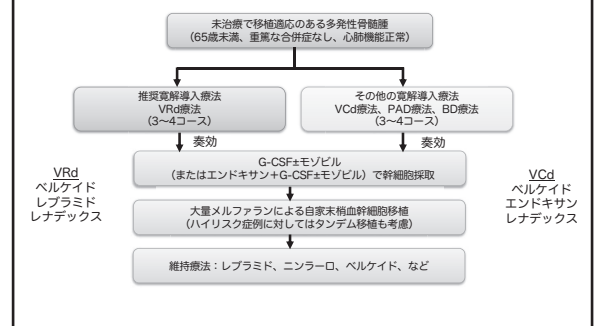 未治療で移植適応のある多発性骨髄腫
（65歳未満、重篤な合併症なし、心肺機能正常）
推奨寛解導入療法
VRd療法
（3〜4コース）
その他の寛解導入療法
VCd療法、PAD療法、BD療法
（3〜4コース）
奏効
奏効
G-CSF±モゾビル
（またはエンドキサン＋G-CSF±モゾビル）で幹細胞採取
VRd
ベルケイド
レブラミド
レナデックス
VCd
ベルケイド
エンドキサン
レナデックス
大量メルファランによる自家末梢血幹細胞移植
（ハイリスク症例に対してはタンデム移植も考慮）
維持療法：レブラミド、ニンラーロ、ベルケイド、など